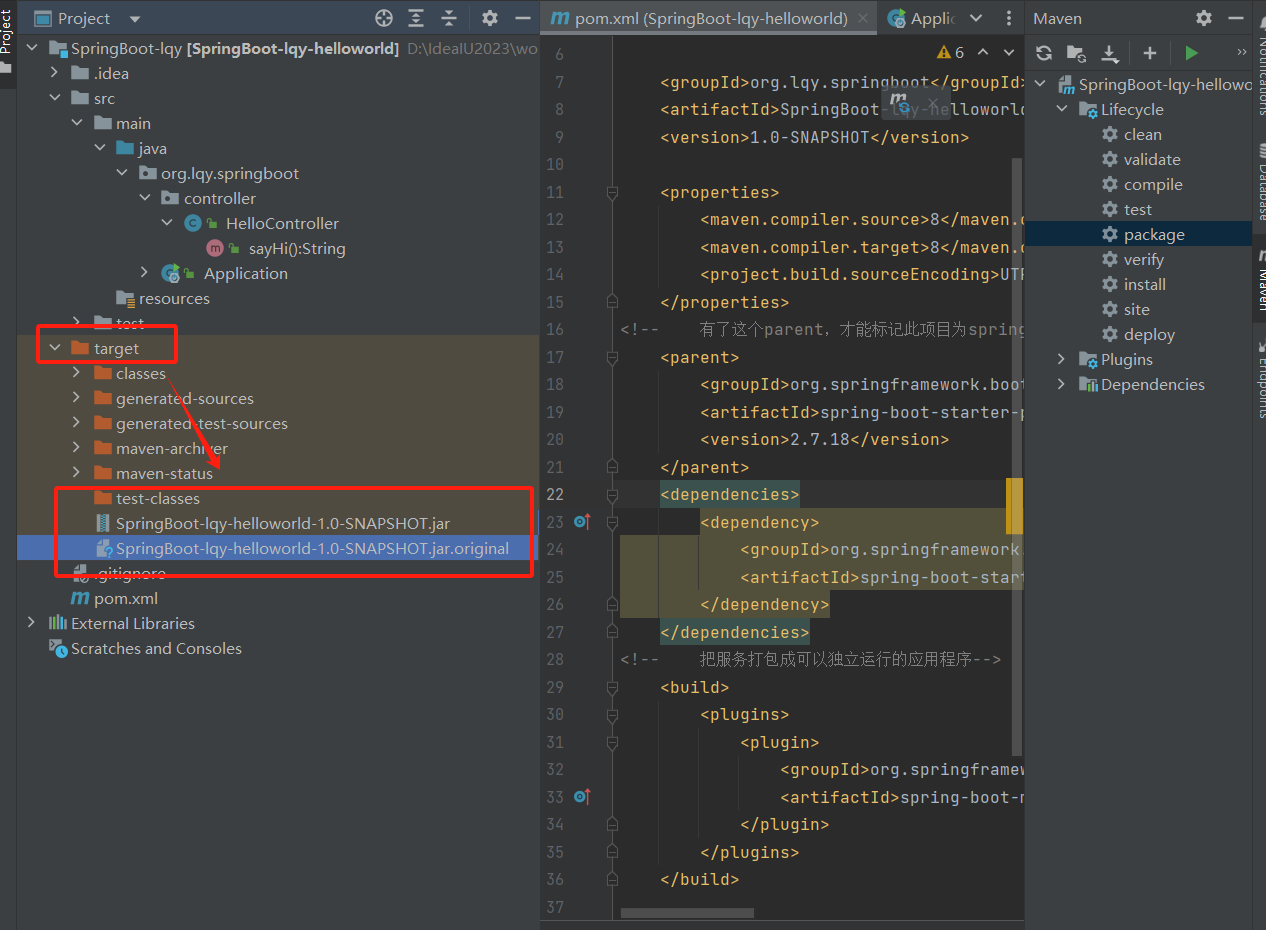 Project
Project
SpringBoot-lqy [SpringBoot-lqy-helloworld] D:\IdeaIU2023\wo
.idea
src
main
java
org.lqy.springboot
controller
HelloController
sayHi():String
Application
resources
test
target
classes
generated-sources
generated-test-sources
maven-archiver
maven-status
test-classes
SpringBoot-lqy-helloworld-1.0-SNAPSHOT.jar
SpringBoot-lqy-helloworld-1.0-SNAPSHOT.jar.original
.gitignore
pom.xml
External Libraries
Scratches and Consoles
pom.xml (SpringBoot-lqy-helloworld)
Applic
6
6
7 <groupId>org.lqy.springboot</groupId>
8 <artifactId>SpringBoot-lqy-helloworld
9 <version>1.0-SNAPSHOT</version>
10
11 <properties>
12 <maven.compiler.source>8</maven.c
13 <maven.compiler.target>8</maven.c
14 <project.build.sourceEncoding>UTF
15 </properties>
16 <!-- 有了这个parent，才能标记此项目为spring
17 <parent>
18 <groupId>org.springframework.boot
19 <artifactId>spring-boot-starter-p
20 <version>2.7.18</version>
21 </parent>
22 <dependencies>
23 <dependency>
24 <groupId>org.springframework.
25 <artifactId>spring-boot-start
26 </dependency>
27 </dependencies>
28 <!-- 把服务打包成可以独立运行的应用程序-->
29 <build>
30 <plugins>
31 <plugin>
32 <groupId>org.springframew
33 <artifactId>spring-boot-m
34 </plugin>
35 </plugins>
36 </build>
37
Maven
SpringBoot-lqy-hellowo
Lifecycle
clean
validate
compile
test
package
verify
install
site
deploy
Plugins
Dependencies
Notifications
Database
Maven
Endpoints